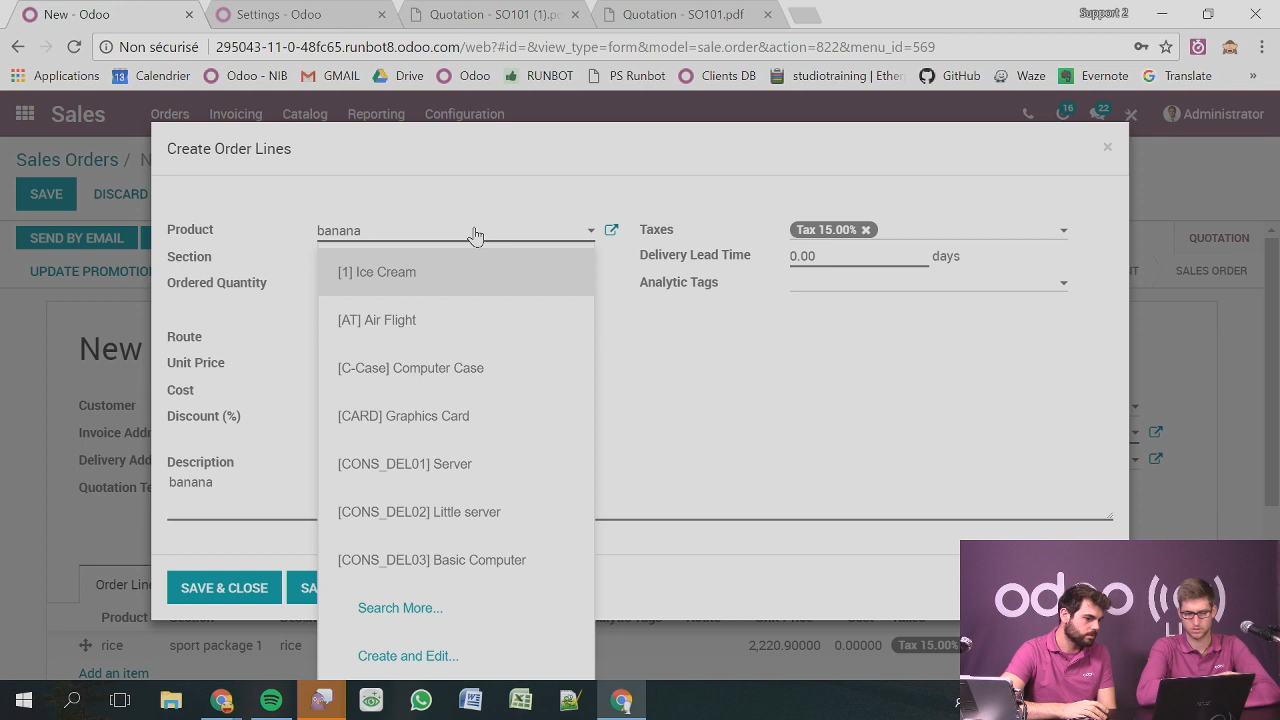 New - Odoo
Settings - Odoo
Quotation - SO101 (1).p
Quotation - SO101.pdf
Support 2
Non sécurisé
295043-11-0-48fc65.runbot8.odoo.com/web?#id=&view_type=form&model=sale.order&action=822&menu_id=569
Applications
Calendrier
Odoo - NIB
GMAIL
Drive
Odoo
RUNBOT
PS Runbot
Clients DB
studiotraining | Ether
GitHub
Waze
Evernote
Translate
Sales
Orders
Invoicing
Catalog
Reporting
Configuration
16
22
Administrator
Sales Orders / N
SAVE
DISCARD
SEND BY EMAIL
UPDATE PROMOTION
QUOTATION
NT
SALES ORDER
New
Customer
Invoice Addr
Delivery Add
Quotation Te
Create Order Lines
×
Product
banana
Section
Ordered Quantity
Route
Unit Price
Cost
Discount (%)
Description
banana
Taxes
Tax 15.00%
Delivery Lead Time
0.00
days
Analytic Tags
[1] Ice Cream
[AT] Air Flight
[C-Case] Computer Case
[CARD] Graphics Card
[CONS_DEL01] Server
[CONS_DEL02] Little server
[CONS_DEL03] Basic Computer
Search More...
Create and Edit...
SAVE & CLOSE
SA
Order Line
Product
Analytic Tags
Route
rice
sport package 1
rice
2,220.90000
0.00000
Tax 15.00%
Add an item
odoo